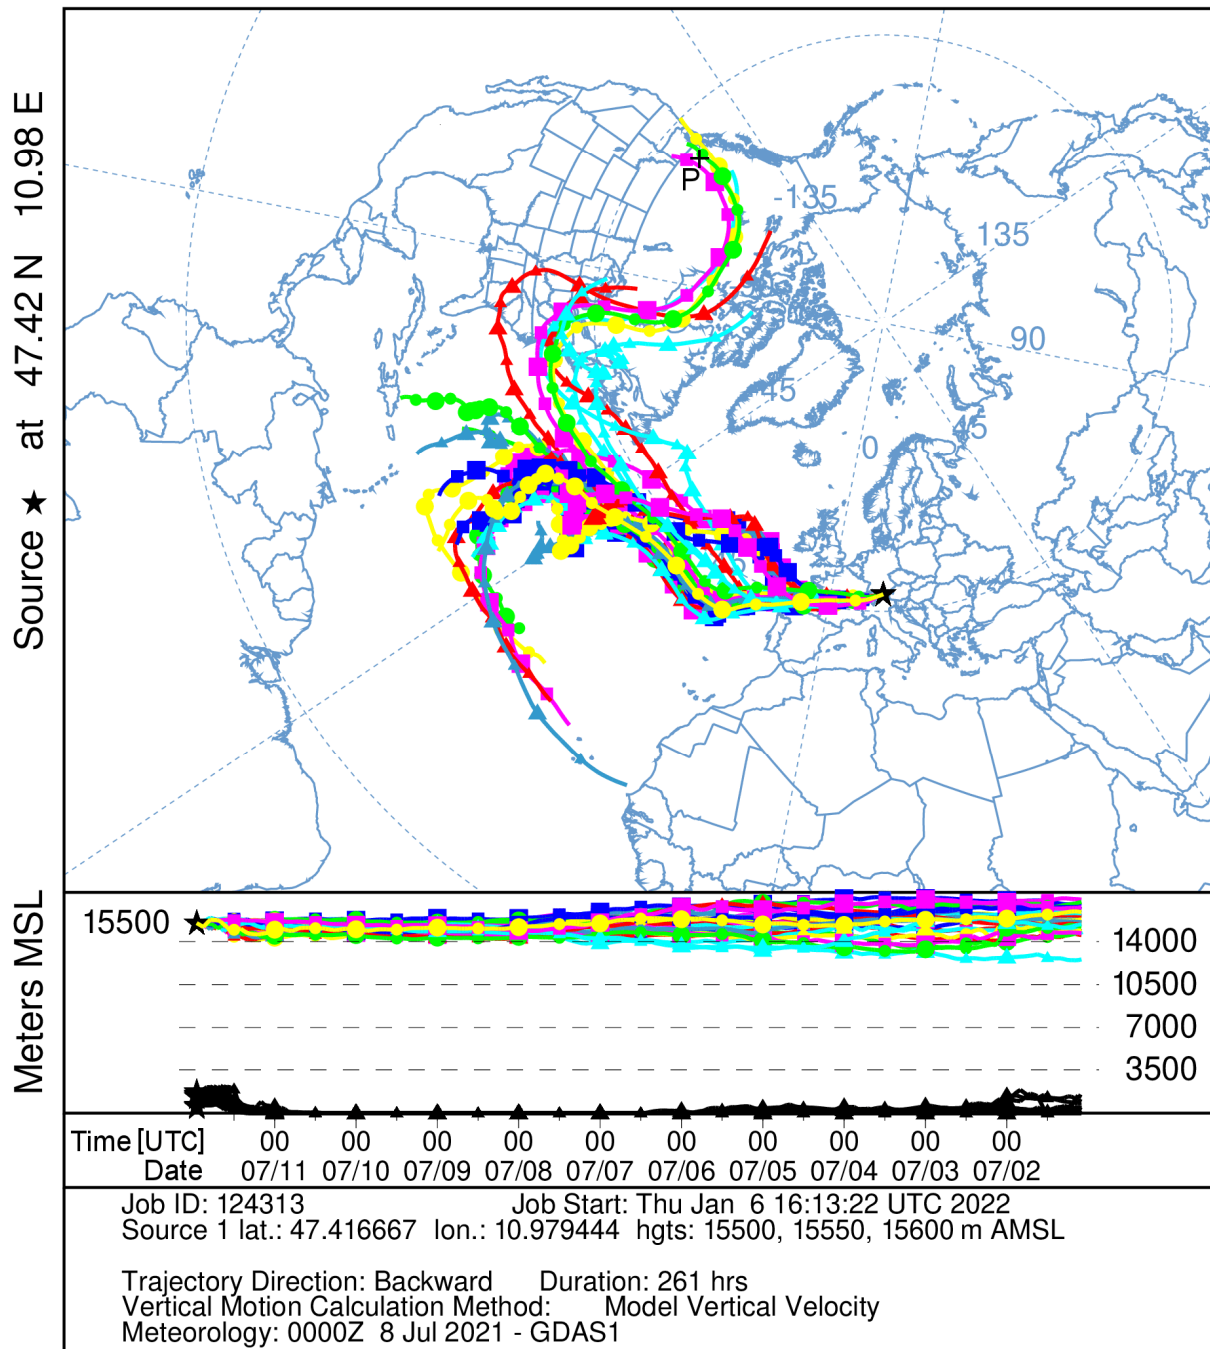 Source ★ at 47.42 N 10.98 E
P
-135
135
90
-45
45
0
Meters MSL
15500
14000
10500
7000
3500
Time [UTC] 00 00 00 00 00 00 00 00 00 00
Date 07/11 07/10 07/09 07/08 07/07 07/06 07/05 07/04 07/03 07/02
Job ID: 124313 Job Start: Thu Jan 6 16:13:22 UTC 2022
Source 1 lat.: 47.416667 lon.: 10.979444 hgts: 15500, 15550, 15600 m AMSL
Trajectory Direction: Backward Duration: 261 hrs
Vertical Motion Calculation Method: Model Vertical Velocity
Meteorology: 0000Z 8 Jul 2021 - GDAS1